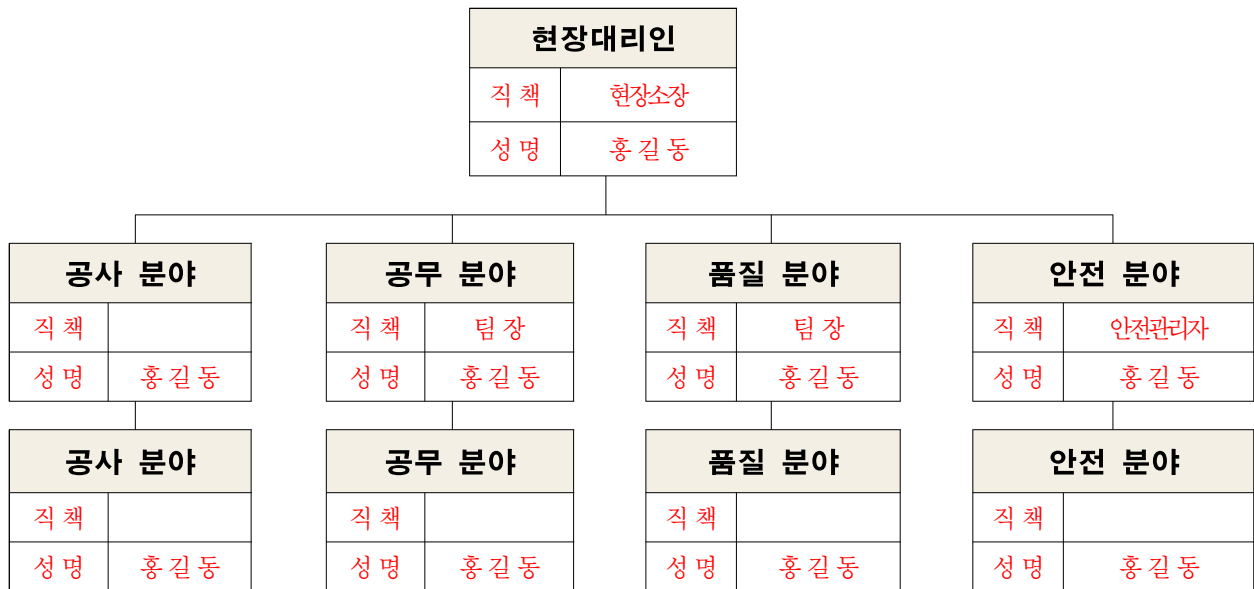 현장대리인
직 책 현장소장
성 명 홍 길 동
공사 분야 공무 분야 품질 분야 안전 분야
직 책 직 책 팀 장 직 책 팀 장 직 책 안전관리자
성 명 홍 길 동 성 명 홍 길 동 성 명 홍 길 동 성 명 홍 길 동
공사 분야 공무 분야 품질 분야 안전 분야
직 책 직 책 직 책 직 책
성 명 홍 길 동 성 명 홍 길 동 성 명 홍 길 동 성 명 홍 길 동